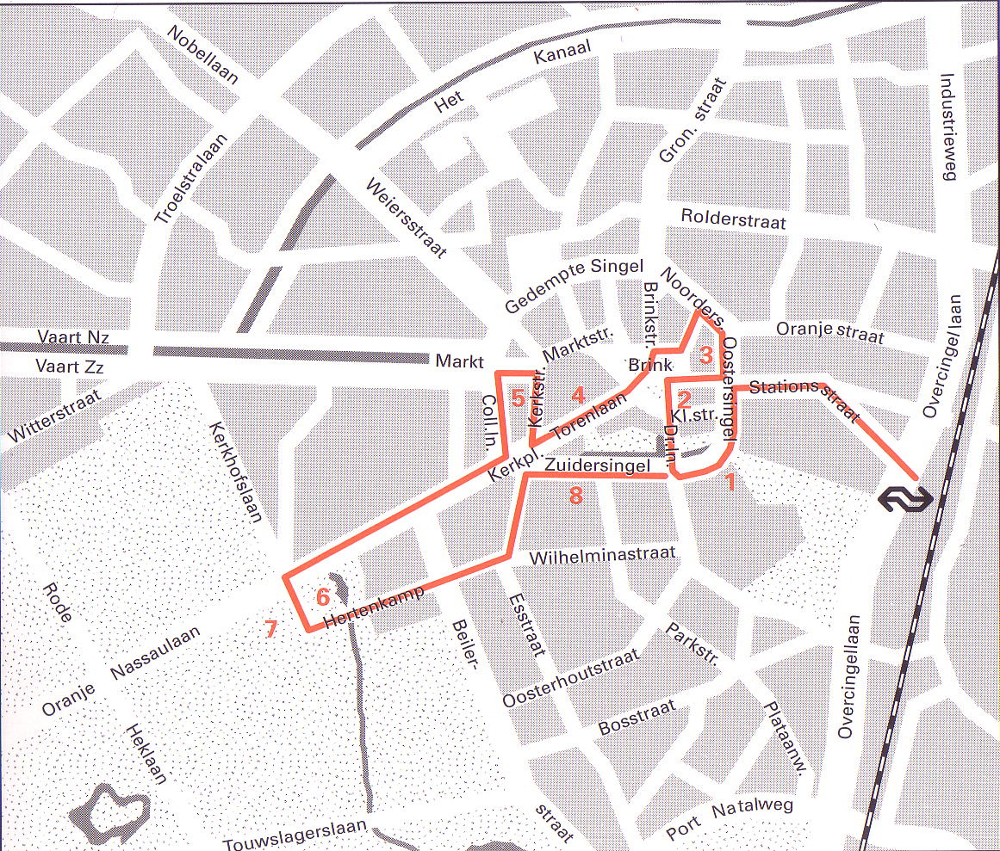 Nobellaan
Kanaal
Het
Industrieweg
Gron. straat
Troelstralaan
Weiersstraat
Rolderstraat
Gedempte Singel
Noorders.
Brinkstr.
Overcingellaan
Vaart Nz
Oranjestraat
Marktstr.
Markt
Vaart Zz
Brink
3
Oostersingel
Stationsstraat
Kerkstr.
5
4
2
Witterstraat
Coll.ln.
Torenlaan
Kl.str.
Kerkhofslaan
Dr.ln.
Kerkpl.
Zuidersingel
1
8
Wilhelminastraat
6
Hertenkamp
Rode
7
Heklaan
Oranje Nassaulaan
Beiler-
straat
Esstraat
Parkstr.
Overcingellaan
Oosterhoutstraat
Bosstraat
Plataanw.
Port Natalweg
Touwslagerslaan